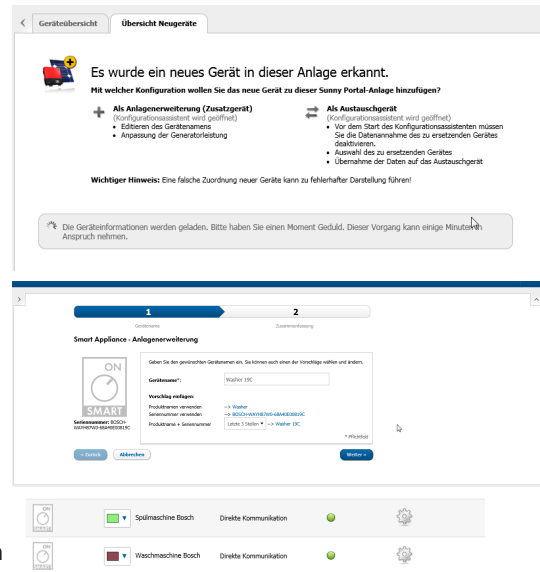 Geräteübersicht
Übersicht Neugeräte
Es wurde ein neues Gerät in dieser Anlage erkannt.
Mit welcher Konfiguration wollen Sie das neue Gerät zu dieser Sunny Portal-Anlage hinzufügen?
Als Anlagenerweiterung (Zusatzgerät)
(Konfigurationsassistent wird geöffnet)
• Editieren des Gerätenamens
• Anpassung der Generatorleistung
Als Austauschgerät
(Konfigurationsassistent wird geöffnet)
• Vor dem Start des Konfigurationsassistenten müssen
Sie die Datenannahme des zu ersetzenden Gerätes
deaktivieren.
• Auswahl des zu ersetzenden Gerätes
• Übernahme der Daten auf das Austauschgerät
Wichtiger Hinweis: Eine falsche Zuordnung neuer Geräte kann zu fehlerhafter Darstellung führen!
Die Geräteinformationen werden geladen. Bitte haben Sie einen Moment Geduld. Dieser Vorgang kann einige Minuten in
Anspruch nehmen.
1
2
Gerätename
Zusammenfassung
Smart Appliance - Anlagenerweiterung
ON
SMART
Seriennummer: BOSCH-
Geben Sie den gewünschten Gerätenamen ein. Sie können auch einen der Vorschläge wählen und ändern.
Gerätename*:
Washer 19C
Vorschlag einfügen:
Produktnamen verwenden
--> Washer
Seriennummer verwenden
Produktname + Seriennummer
Letzte 3 Stellen
--> Washer 19C
* Pflichtfeld
« Zurück
Abbrechen
Weiter »
ON
SMART
Spülmaschine Bosch
Direkte Kommunikation
ON
SMART
Waschmaschine Bosch
Direkte Kommunikation